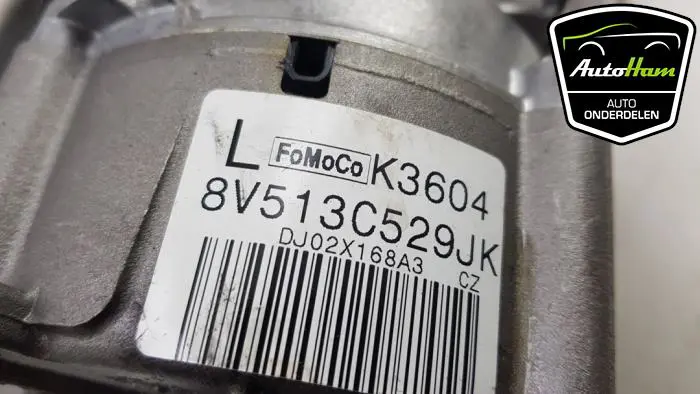 AutoHam
AUTO
ONDERDELEN
L FoMoCo K3604
8V513C529JK
DJ02X168A3 CZ